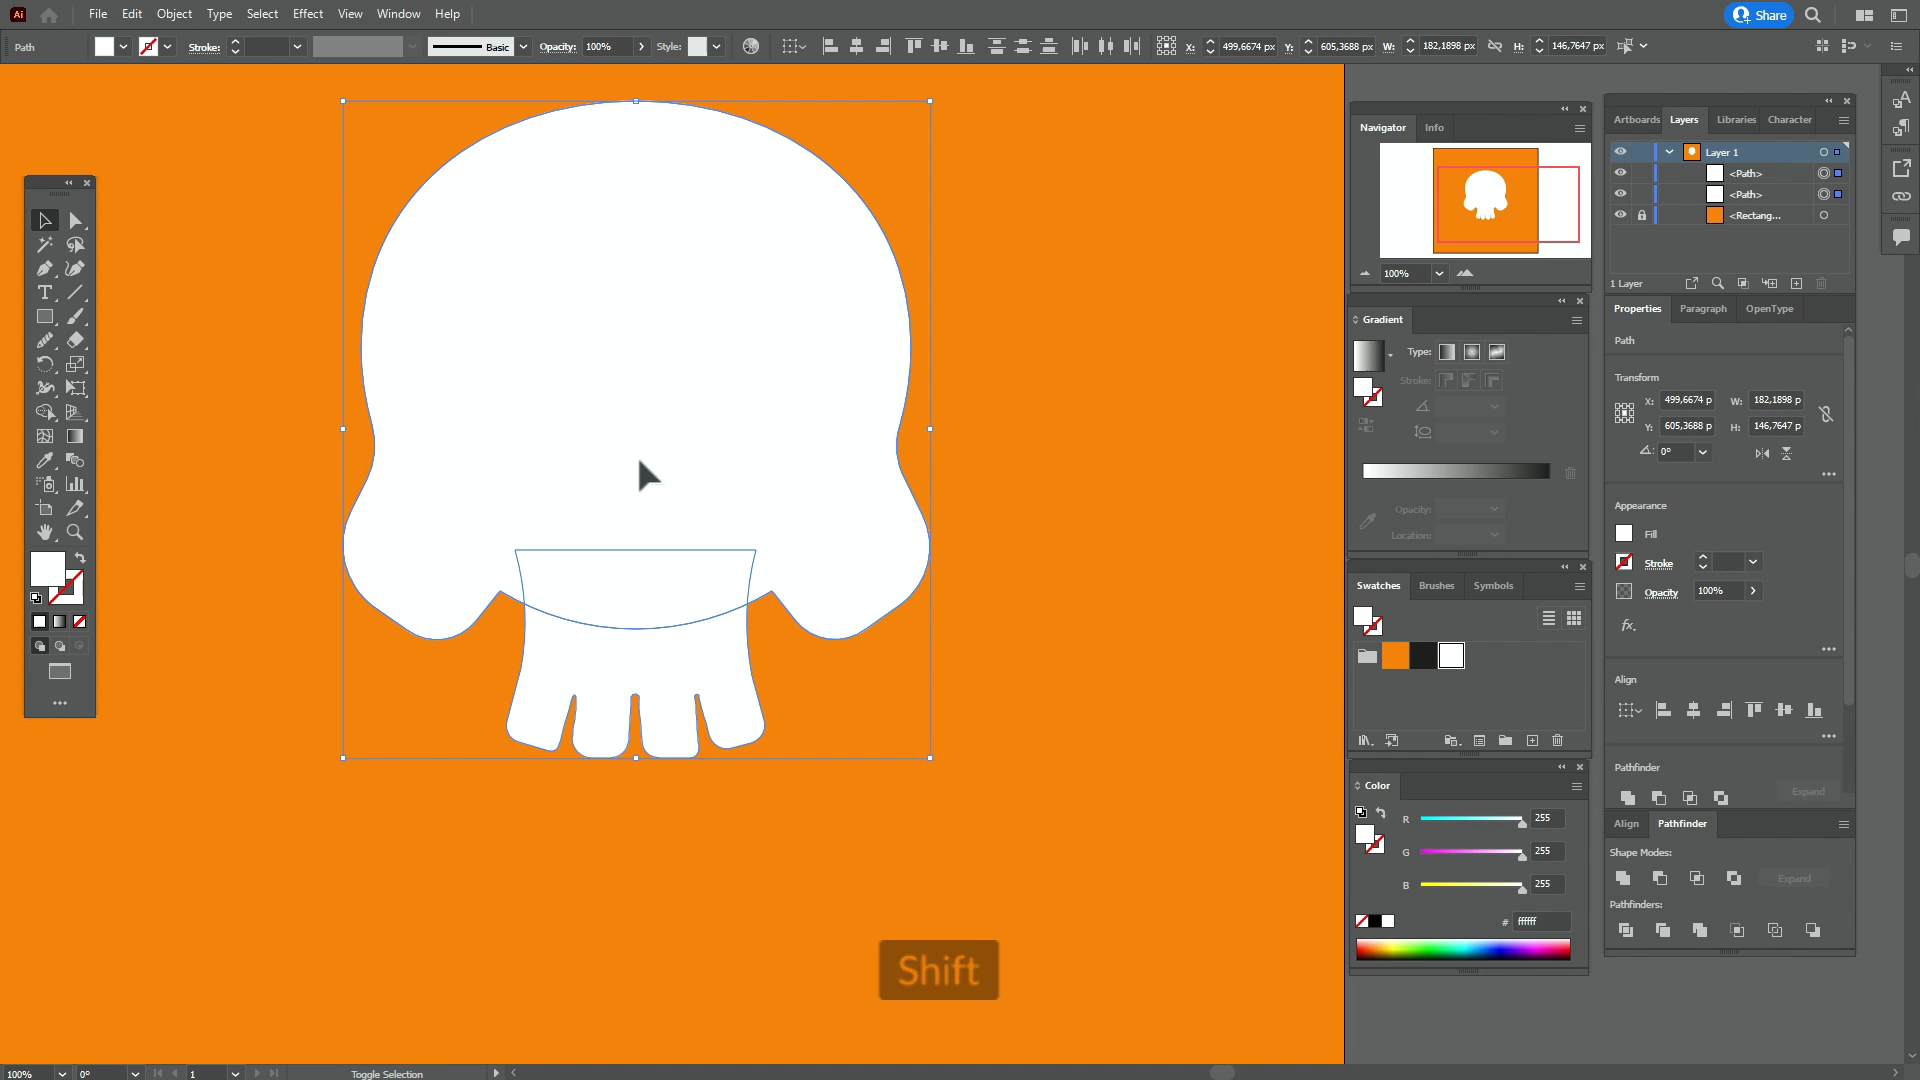 Ai File Edit Object Type Select Effect View Window Help Share
Path Stroke: Basic Opacity: 100% Style: X: 499,6674 px Y: 605,3688 px W: 182,1898 px H: 146,7647 px
Navigator Info
100%
Gradient
Type:
Stroke:
Opacity:
Location:
Swatches Brushes Symbols
Color
R 255
G 255
B 255
# ffffff
Artboards Layers Libraries Character
Layer 1
<Path>
<Path>
<Rectang...
1 Layer
Properties Paragraph OpenType
Path
Transform
X: 499,6674 p W: 182,1898 p
Y: 605,3688 p H: 146,7647 p
0°
Appearance
Fill
Stroke
Opacity 100%
fx.
Align
Pathfinder
Expand
Align Pathfinder
Shape Modes:
Expand
Pathfinders:
Shift
100% 0° 1 Toggle Selection